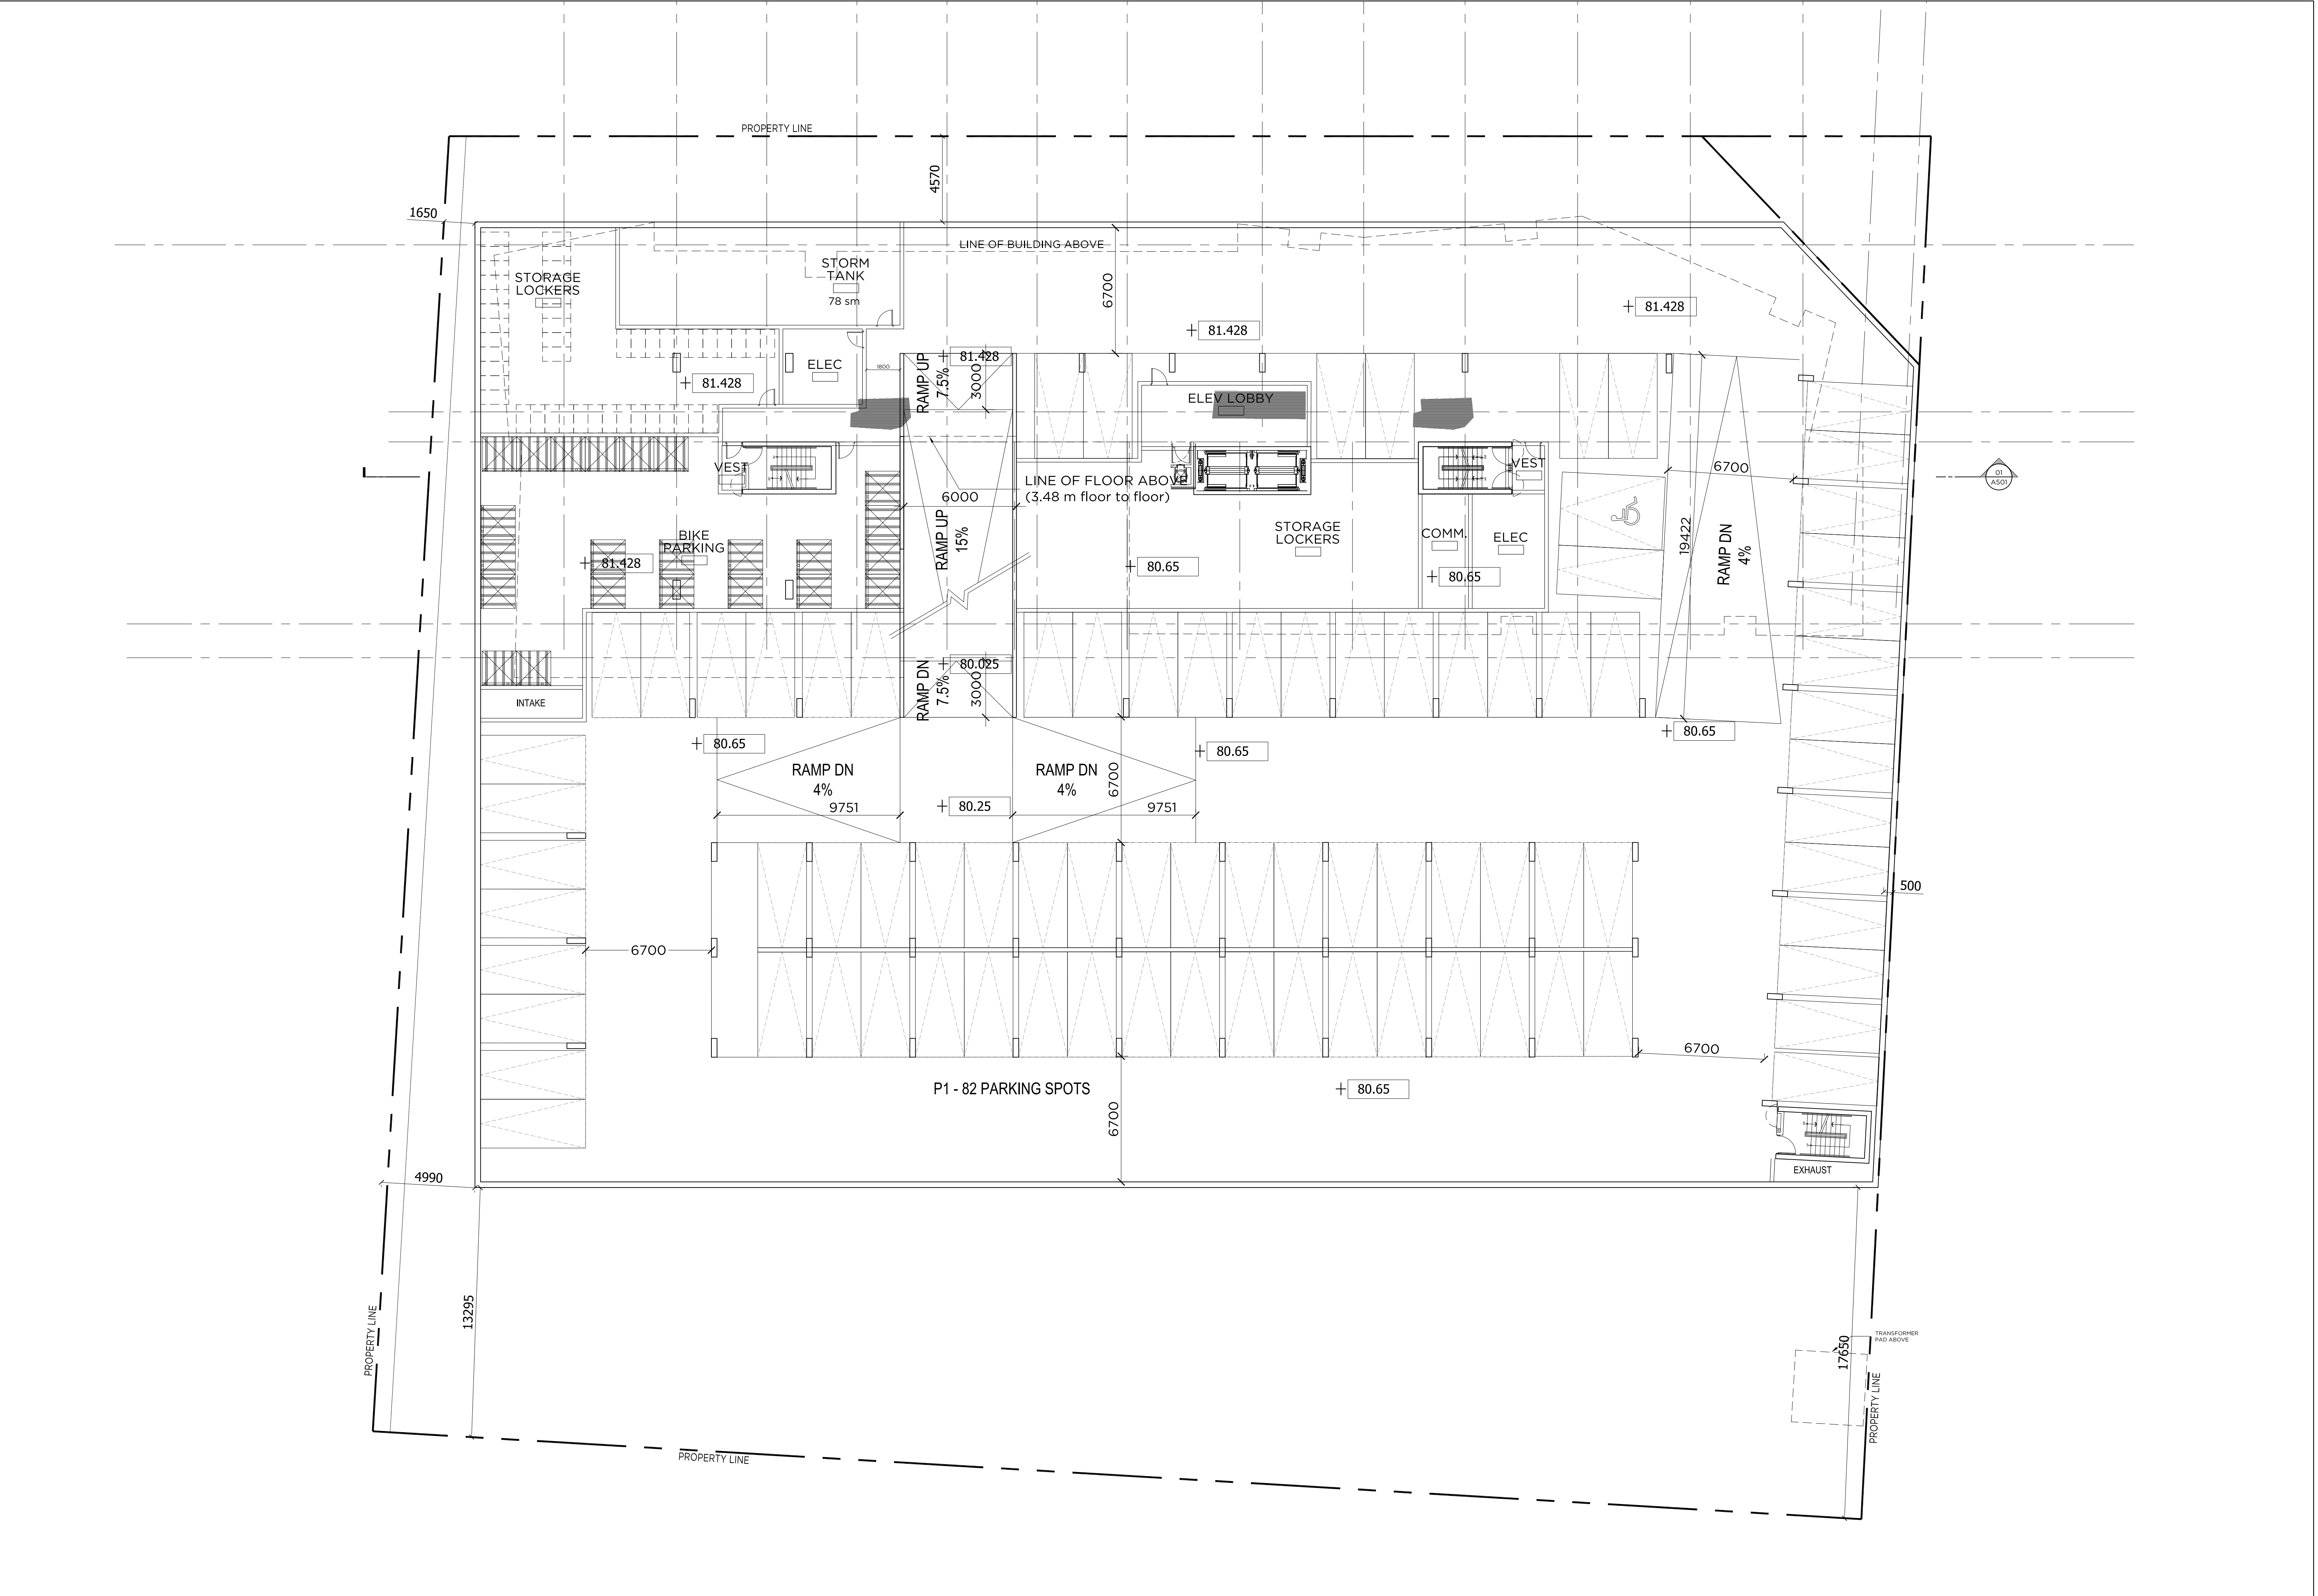 PROPERTY LINE
4570
1650
LINE OF BUILDING ABOVE
STORAGE
LOCKERS
STORM
TANK
78 sm
6700
81.428
81.428
81.428
81.428
ELEC
1800
RAMP UP
7.5%
3000
ELEV LOBBY
VEST
VEST
6700
01
A501
LINE OF FLOOR ABOVE
(3.48 m floor to floor)
6000
RAMP UP
15%
BIKE
PARKING
81.428
STORAGE
LOCKERS
COMM.
ELEC
80.65
80.65
19422
RAMP DN
4%
RAMP DN
7.5%
80.025
3000
INTAKE
80.65
80.65
80.65
RAMP DN
4%
9751
RAMP DN
4%
9751
6700
80.25
500
6700
6700
P1 - 82 PARKING SPOTS
80.65
6700
EXHAUST
4990
13295
17650
TRANSFORMER
PAD ABOVE
PROPERTY LINE
PROPERTY LINE
PROPERTY LINE